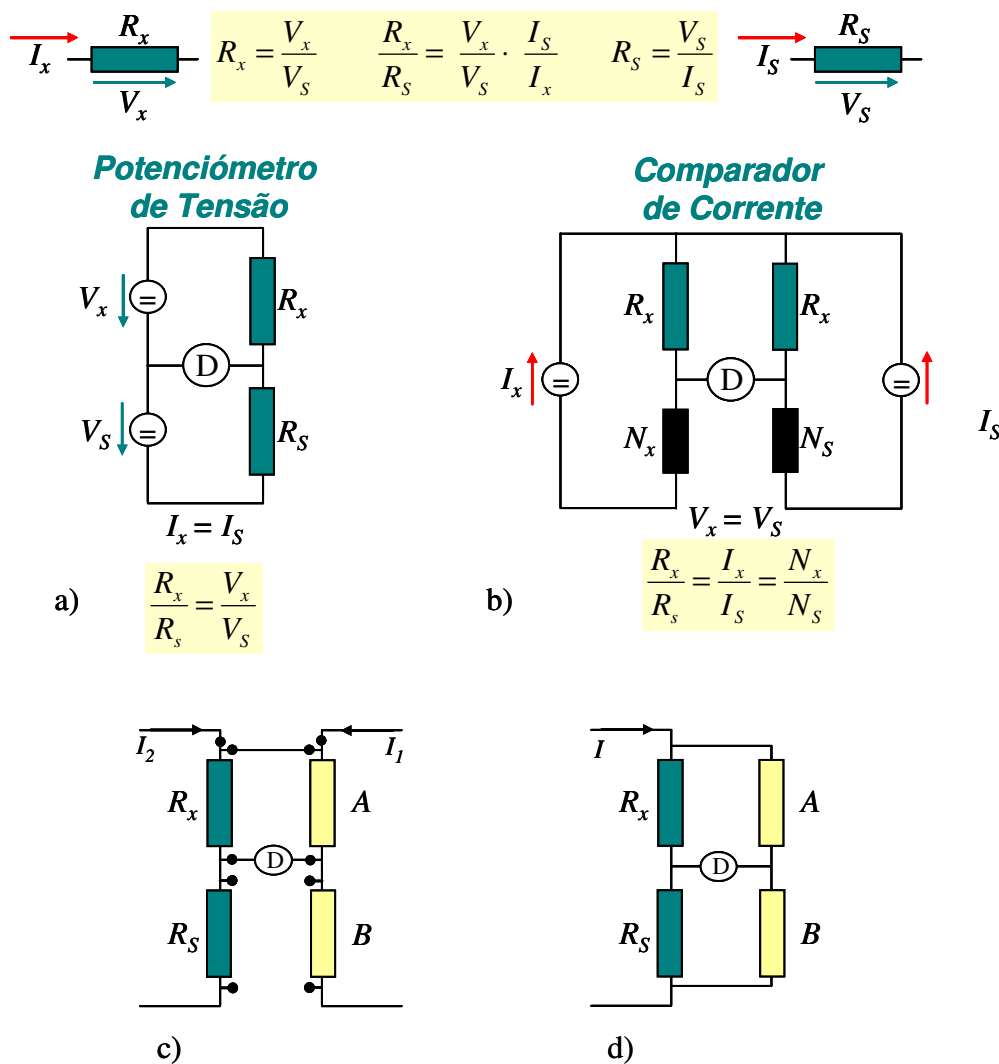 R_x
I_x
V_x
R_x = V_x / V_S    R_x / R_S = V_x / V_S · I_S / I_x    R_S = V_S / I_S
R_S
I_S
V_S
Potenciómetro
de Tensão
V_x
=
R_x
D
V_S
=
R_S
I_x = I_S
a)
R_x / R_s = V_x / V_S
Comparador
de Corrente
R_x
R_x
I_x
=
D
=
I_S
N_x
N_S
V_x = V_S
b)
R_x / R_s = I_x / I_S = N_x / N_S
I_2
I_1
R_x
A
D
R_S
B
c)
I
R_x
A
D
R_S
B
d)